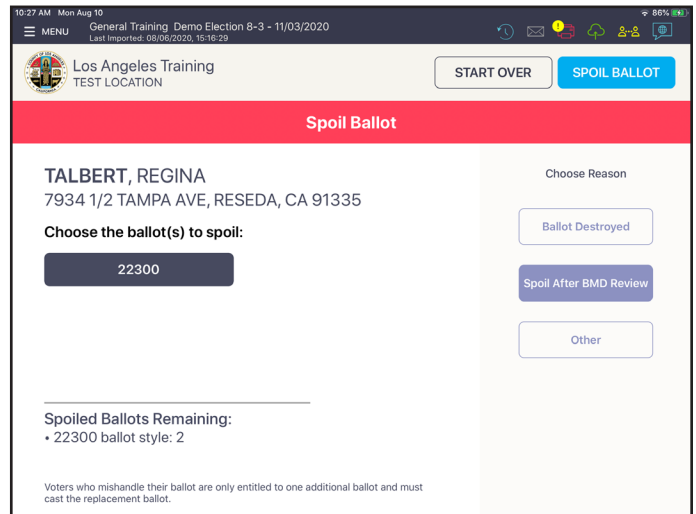 10:27 AM Mon Aug 10
86%
MENU
General Training Demo Election 8-3 - 11/03/2020
Last Imported: 08/06/2020, 15:16:29
Los Angeles Training
TEST LOCATION
START OVER
SPOIL BALLOT
Spoil Ballot
TALBERT, REGINA
7934 1/2 TAMPA AVE, RESEDA, CA 91335
Choose the ballot(s) to spoil:
22300
Choose Reason
Ballot Destroyed
Spoil After BMD Review
Other
Spoiled Ballots Remaining:
• 22300 ballot style: 2
Voters who mishandle their ballot are only entitled to one additional ballot and must
cast the replacement ballot.